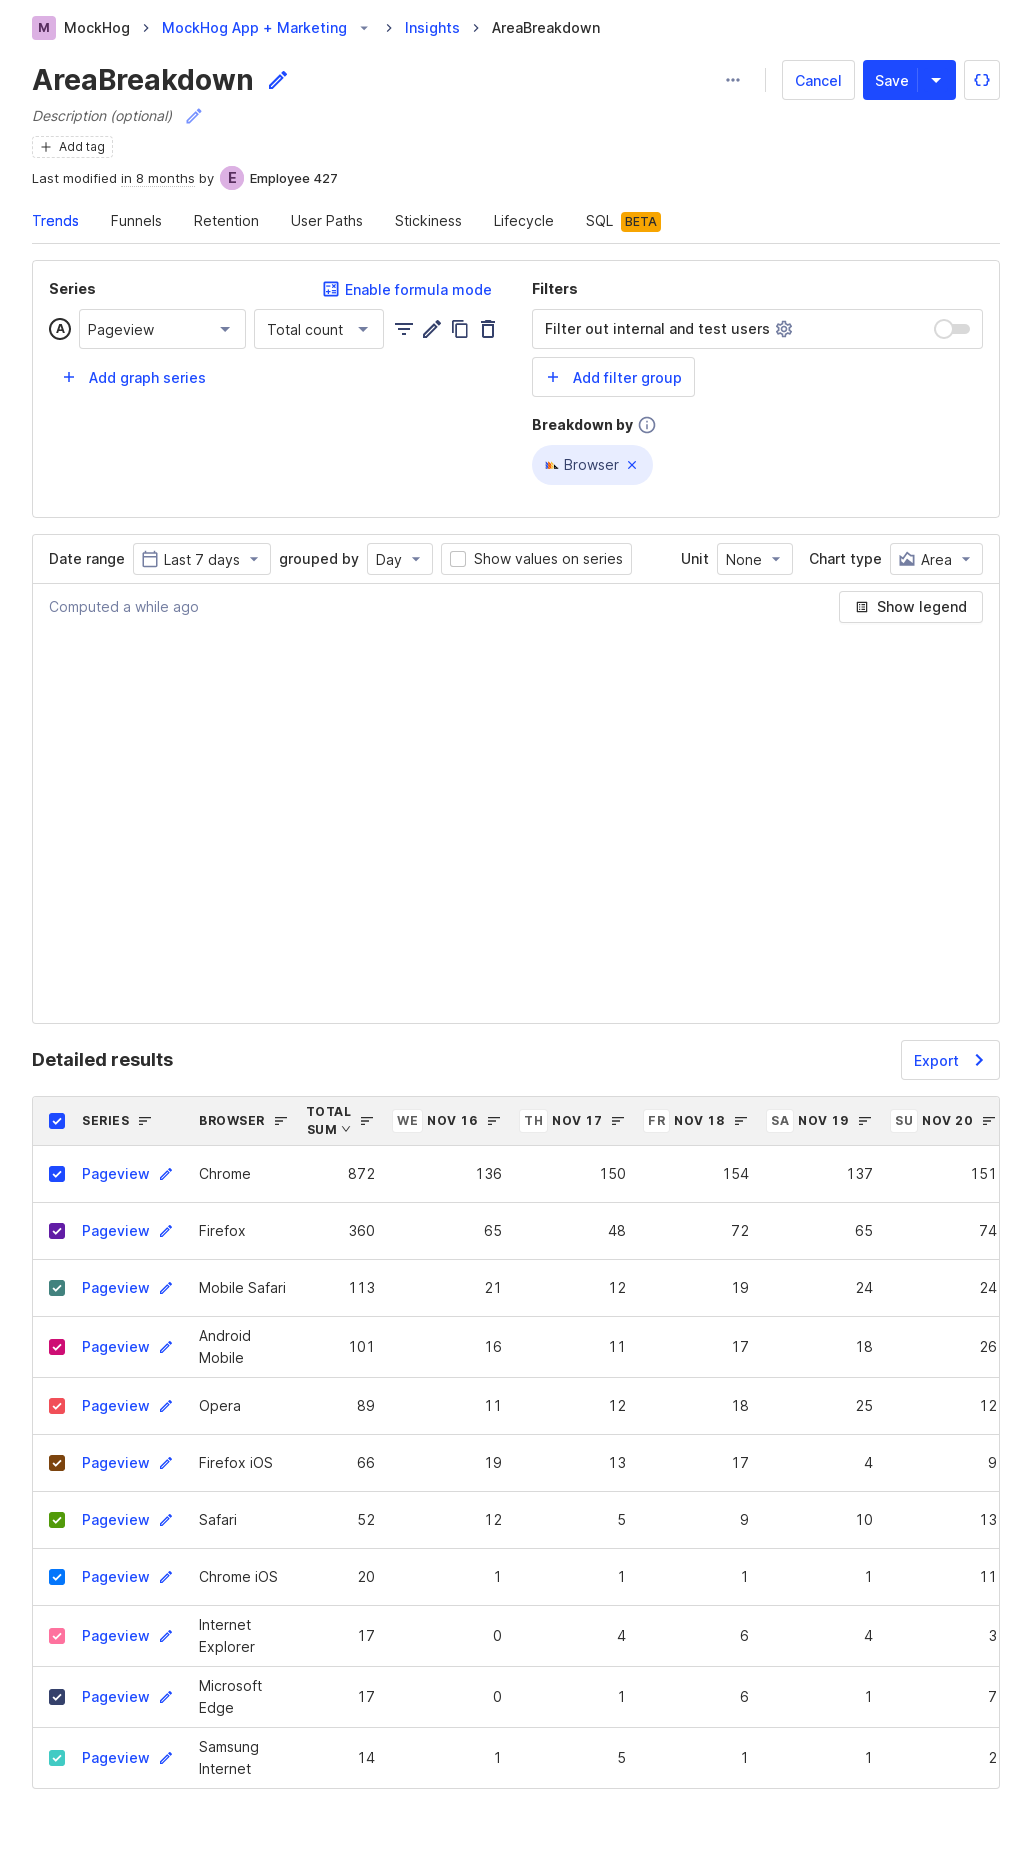 M MockHog MockHog App + Marketing Insights AreaBreakdown
AreaBreakdown
Cancel Save
Description (optional)
Add tag
Last modified in 8 months by E Employee 427
Trends Funnels Retention User Paths Stickiness Lifecycle SQL BETA
Series Enable formula mode Filters
A Pageview Total count Filter out internal and test users
Add graph series Add filter group
Breakdown by
Browser
Date range Last 7 days grouped by Day Show values on series Unit None Chart type Area
Computed a while ago Show legend
Detailed results Export
SERIES BROWSER TOTAL SUM WE NOV 16 TH NOV 17 FR NOV 18 SA NOV 19 SU NOV 20
Pageview Chrome 872 136 150 154 137 151
Pageview Firefox 360 65 48 72 65 74
Pageview Mobile Safari 113 21 12 19 24 24
Pageview Android Mobile 101 16 11 17 18 26
Pageview Opera 89 11 12 18 25 12
Pageview Firefox iOS 66 19 13 17 4 9
Pageview Safari 52 12 5 9 10 13
Pageview Chrome iOS 20 1 1 1 1 11
Pageview Internet Explorer 17 0 4 6 4 3
Pageview Microsoft Edge 17 0 1 6 1 7
Pageview Samsung Internet 14 1 5 1 1 2